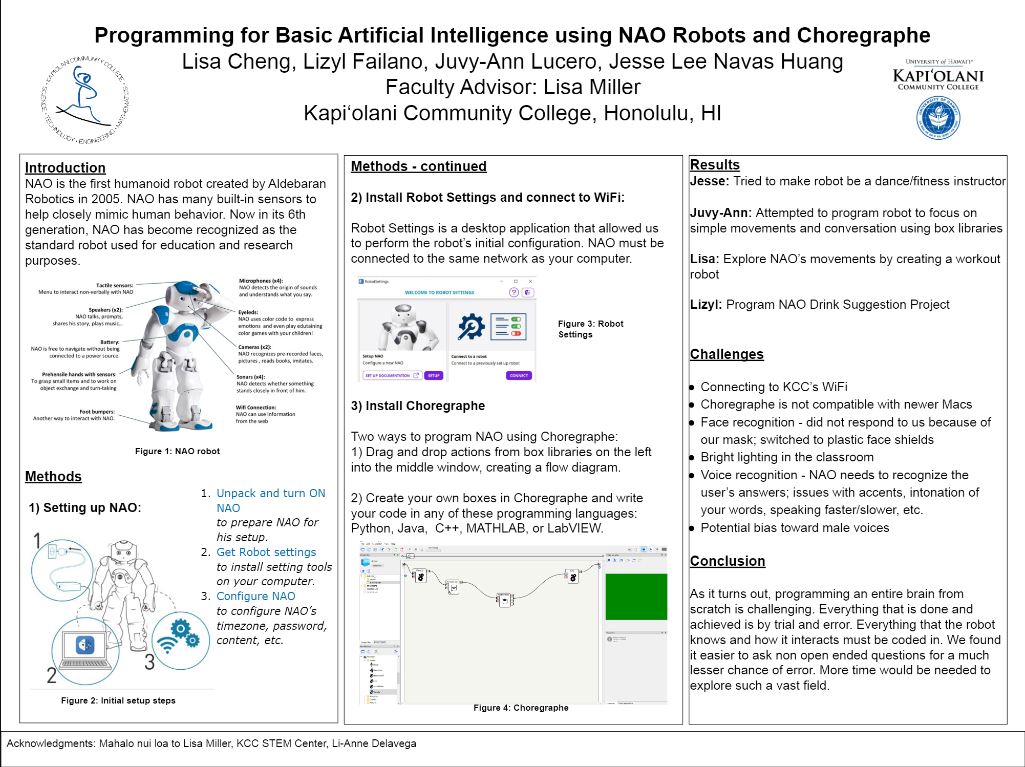 Programming for Basic Artificial Intelligence using NAO Robots and Choregraphe
Lisa Cheng, Lizyl Failano, Juvy-Ann Lucero, Jesse Lee Navas Huang
Faculty Advisor: Lisa Miller
Kapi‘olani Community College, Honolulu, HI
UNIVERSITY OF HAWAI‘I
KAPI‘OLANI
COMMUNITY COLLEGE
Introduction
NAO is the first humanoid robot created by Aldebaran
Robotics in 2005. NAO has many built-in sensors to
help closely mimic human behavior. Now in its 6th
generation, NAO has become recognized as the
standard robot used for education and research
purposes.
Tactile sensors:
Menu to interact non-verbally with NAO
Speakers (x2):
NAO talks, prompts,
shares his story, plays music...
Battery:
NAO is free to navigate without being
connected to a power source.
Prehensile hands with sensors:
To grasp small items and to work on
object exchange and turn-taking
Foot bumpers:
Another way to interact with NAO.
Microphones (x4):
NAO detects the origin of sounds
and understands what you say.
Eyeleds:
NAO uses color code to express
emotions and even play edutaining
color games with your children!
Cameras (x2):
NAO recognizes pre-recorded faces,
pictures, reads books, imitates.
Sonars (x4):
NAO detects whether something
stands closely in front of him.
Wifi Connection:
NAO can use information
from the web
Figure 1: NAO robot
Methods
1) Setting up NAO:
1
2
3
1. Unpack and turn ON
NAO
to prepare NAO for
his setup.
2. Get Robot settings
to install setting tools
on your computer.
3. Configure NAO
to configure NAO’s
timezone, password,
content, etc.
Figure 2: Initial setup steps
Methods - continued
2) Install Robot Settings and connect to WiFi:
Robot Settings is a desktop application that allowed us
to perform the robot’s initial configuration. NAO must be
connected to the same network as your computer.
WELCOME TO ROBOT SETTINGS
Setup NAO
Configure a new NAO
SET UP DOCUMENTATION
SETUP
Connect to a robot
Connect to a previously set up robot
CONNECT
Figure 3: Robot
Settings
3) Install Choregraphe
Two ways to program NAO using Choregraphe:
1) Drag and drop actions from box libraries on the left
into the middle window, creating a flow diagram.
2) Create your own boxes in Choregraphe and write
your code in any of these programming languages:
Python, Java, C++, MATHLAB, or LabVIEW.
Figure 4: Choregraphe
Results
Jesse: Tried to make robot be a dance/fitness instructor
Juvy-Ann: Attempted to program robot to focus on
simple movements and conversation using box libraries
Lisa: Explore NAO’s movements by creating a workout
robot
Lizyl: Program NAO Drink Suggestion Project
Challenges
● Connecting to KCC’s WiFi
● Choregraphe is not compatible with newer Macs
● Face recognition - did not respond to us because of
our mask; switched to plastic face shields
● Bright lighting in the classroom
● Voice recognition - NAO needs to recognize the
user’s answers; issues with accents, intonation of
your words, speaking faster/slower, etc.
● Potential bias toward male voices
Conclusion
As it turns out, programming an entire brain from
scratch is challenging. Everything that is done and
achieved is by trial and error. Everything that the robot
knows and how it interacts must be coded in. We found
it easier to ask non open ended questions for a much
lesser chance of error. More time would be needed to
explore such a vast field.
Acknowledgments: Mahalo nui loa to Lisa Miller, KCC STEM Center, Li-Anne Delavega